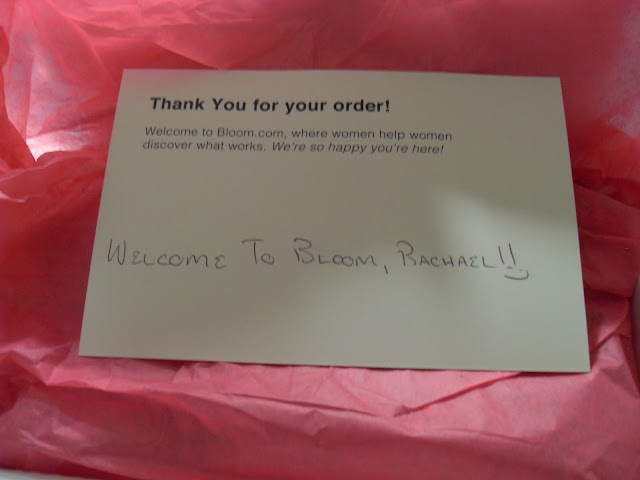 Thank You for your order!
Welcome to Bloom.com, where women help women
discover what works. We're so happy you're here!
WELCOME TO BLOOM, RACHAEL!!